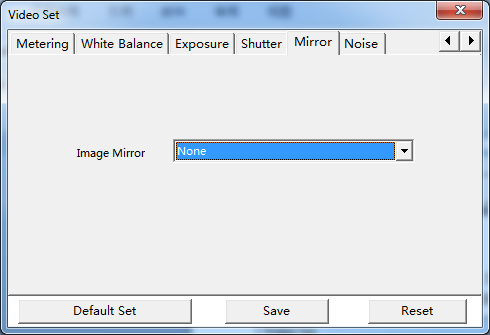 Video Set
Metering White Balance Exposure Shutter Mirror Noise
Image Mirror None
Default Set Save Reset